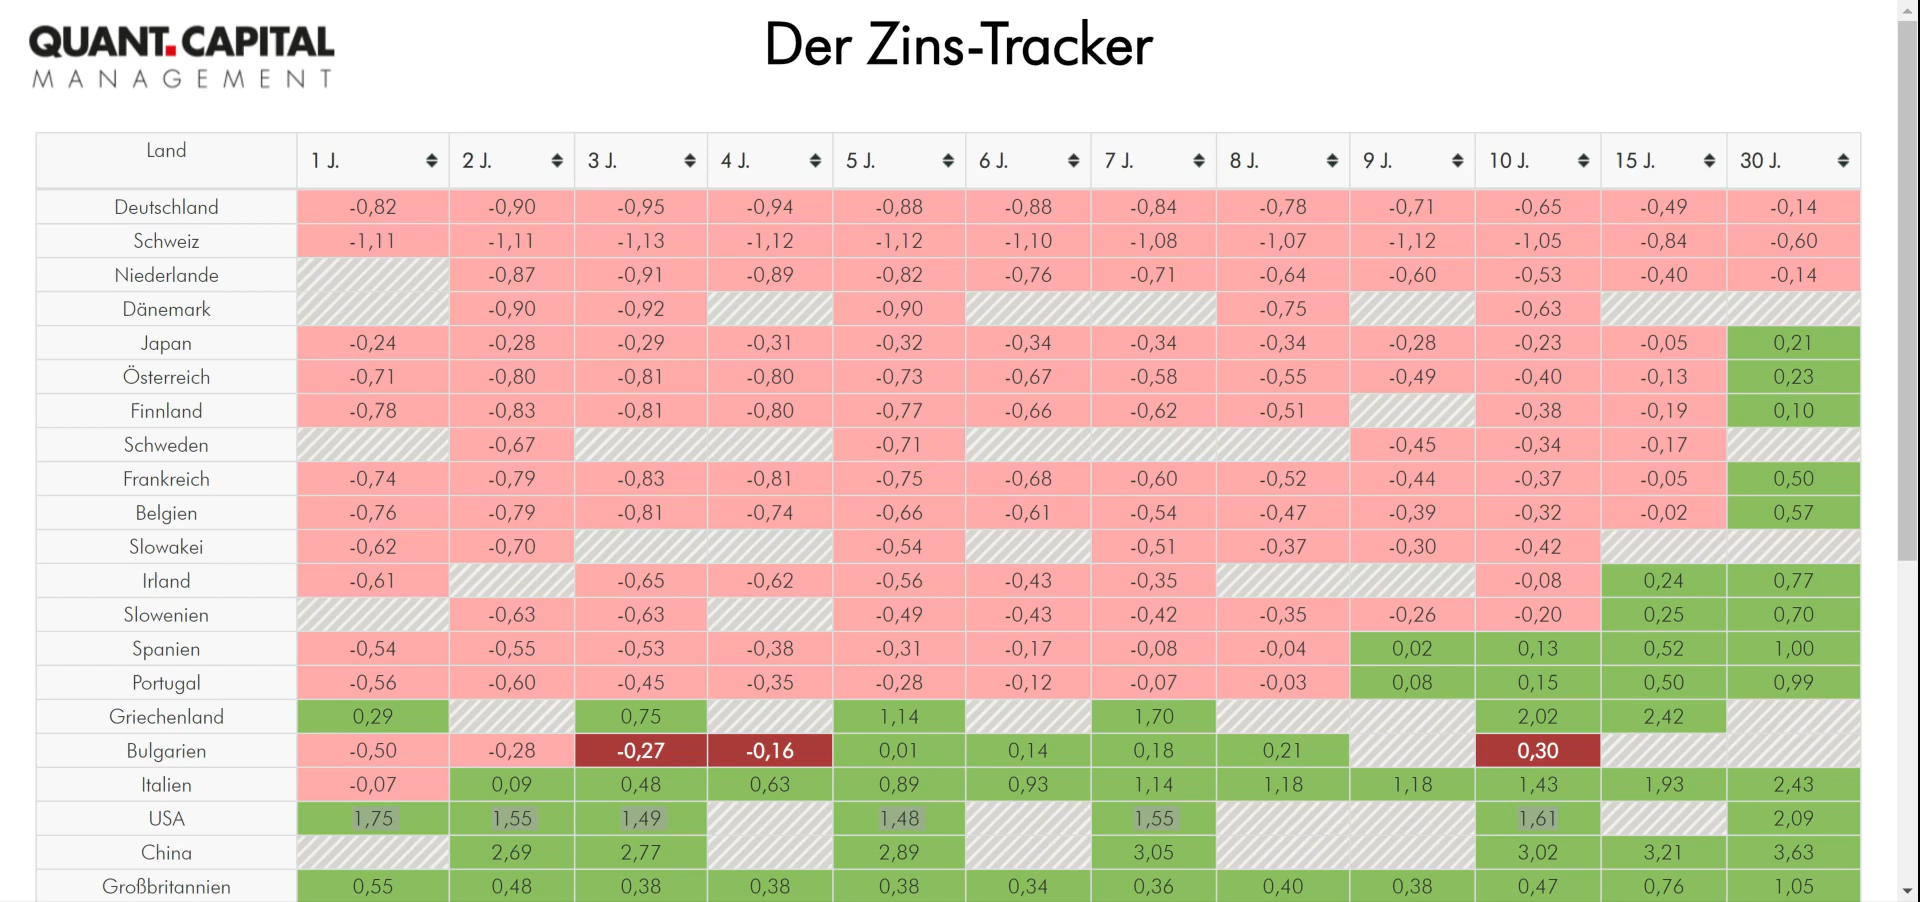 QUANT.CAPITAL
MANAGEMENT
Der Zins-Tracker
Land 1 J. 2 J. 3 J. 4 J. 5 J. 6 J. 7 J. 8 J. 9 J. 10 J. 15 J. 30 J.
Deutschland -0,82 -0,90 -0,95 -0,94 -0,88 -0,88 -0,84 -0,78 -0,71 -0,65 -0,49 -0,14
Schweiz -1,11 -1,11 -1,13 -1,12 -1,12 -1,10 -1,08 -1,07 -1,12 -1,05 -0,84 -0,60
Niederlande -0,87 -0,91 -0,89 -0,82 -0,76 -0,71 -0,64 -0,60 -0,53 -0,40 -0,14
Dänemark -0,90 -0,92 -0,90 -0,75 -0,63
Japan -0,24 -0,28 -0,29 -0,31 -0,32 -0,34 -0,34 -0,34 -0,28 -0,23 -0,05 0,21
Österreich -0,71 -0,80 -0,81 -0,80 -0,73 -0,67 -0,58 -0,55 -0,49 -0,40 -0,13 0,23
Finnland -0,78 -0,83 -0,81 -0,80 -0,77 -0,66 -0,62 -0,51 -0,38 -0,19 0,10
Schweden -0,67 -0,71 -0,45 -0,34 -0,17
Frankreich -0,74 -0,79 -0,83 -0,81 -0,75 -0,68 -0,60 -0,52 -0,44 -0,37 -0,05 0,50
Belgien -0,76 -0,79 -0,81 -0,74 -0,66 -0,61 -0,54 -0,47 -0,39 -0,32 -0,02 0,57
Slowakei -0,62 -0,70 -0,54 -0,51 -0,37 -0,30 -0,42
Irland -0,61 -0,65 -0,62 -0,56 -0,43 -0,35 -0,08 0,24 0,77
Slowenien -0,63 -0,63 -0,49 -0,43 -0,42 -0,35 -0,26 -0,20 0,25 0,70
Spanien -0,54 -0,55 -0,53 -0,38 -0,31 -0,17 -0,08 -0,04 0,02 0,13 0,52 1,00
Portugal -0,56 -0,60 -0,45 -0,35 -0,28 -0,12 -0,07 -0,03 0,08 0,15 0,50 0,99
Griechenland 0,29 0,75 1,14 1,70 2,02 2,42
Bulgarien -0,50 -0,28 -0,27 -0,16 0,01 0,14 0,18 0,21 0,30
Italien -0,07 0,09 0,48 0,63 0,89 0,93 1,14 1,18 1,18 1,43 1,93 2,43
USA 1,75 1,55 1,49 1,48 1,55 1,61 2,09
China 2,69 2,77 2,89 3,05 3,02 3,21 3,63
Großbritannien 0,55 0,48 0,38 0,38 0,38 0,34 0,36 0,40 0,38 0,47 0,76 1,05